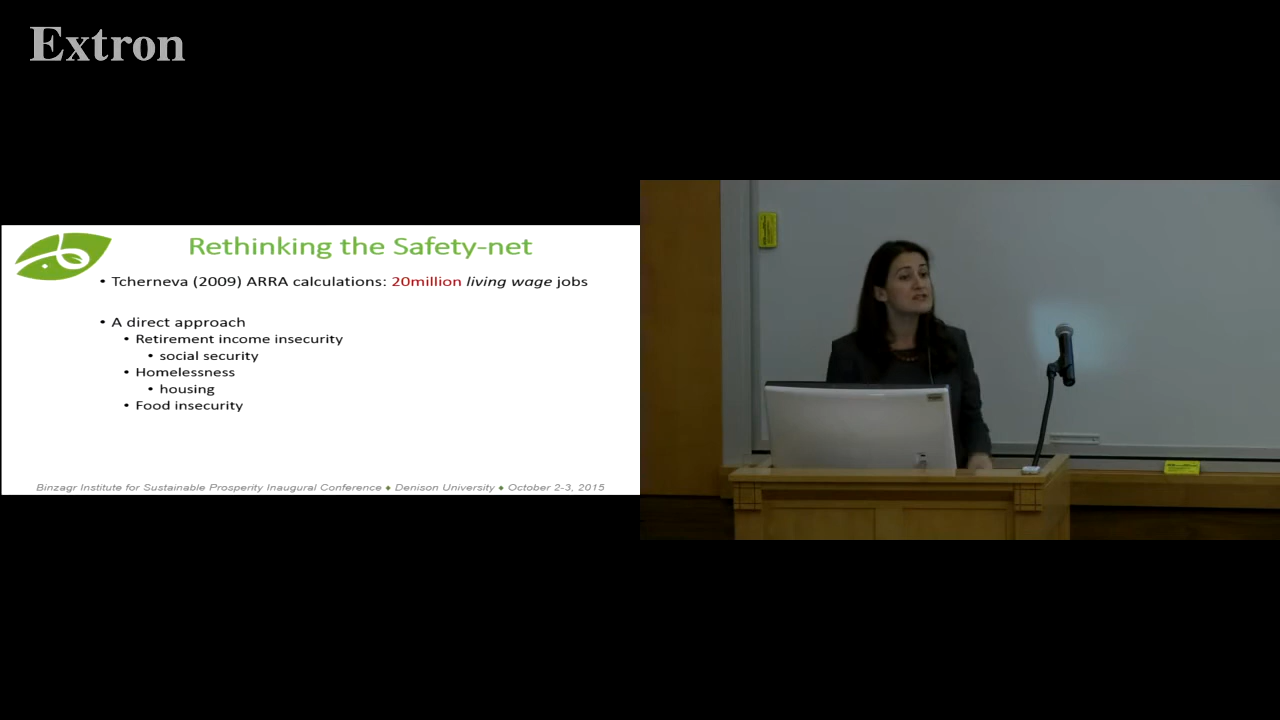 Extron
Rethinking the Safety-net
• Tcherneva (2009) ARRA calculations: 20million living wage jobs
• A direct approach
• Retirement income insecurity
• social security
• Homelessness
• housing
• Food insecurity
Binzagr Institute for Sustainable Prosperity Inaugural Conference ♦ Denison University ♦ October 2-3, 2015